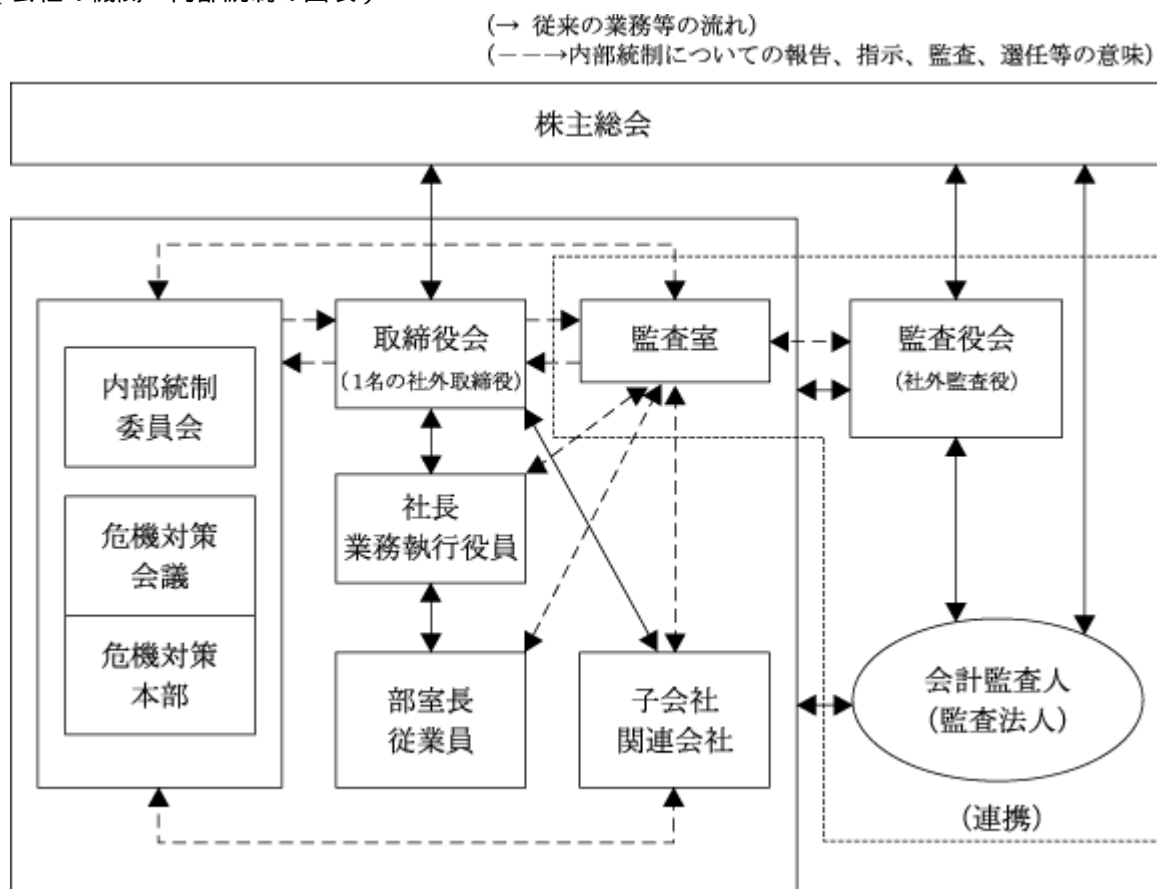 (→ 従来の業務等の流れ)
(－－→内部統制についての報告、指示、監査、選任等の意味)
株主総会
取締役会
(1名の社外取締役)
監査室
監査役会
(社外監査役)
内部統制
委員会
社長
業務執行役員
危機対策
会議
危機対策
本部
部室長
従業員
子会社
関連会社
会計監査人
(監査法人)
(連携)